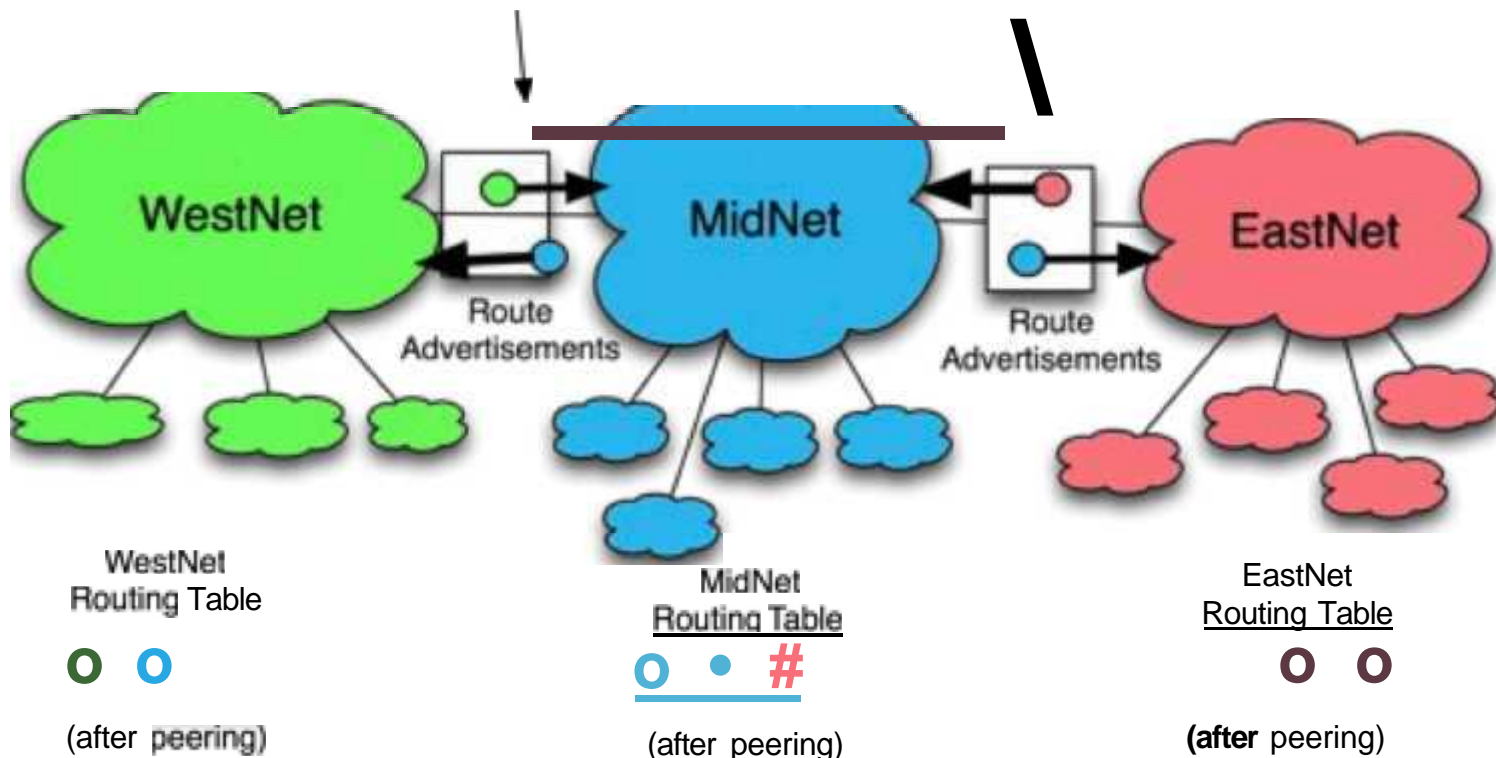 WestNet
MidNet
EastNet
Route
Advertisements
Route
Advertisements
WestNet
Routing Table
o o
(after peering)
MidNet
Routing Table
o • #
(after peering)
EastNet
Routing Table
o o
(after peering)